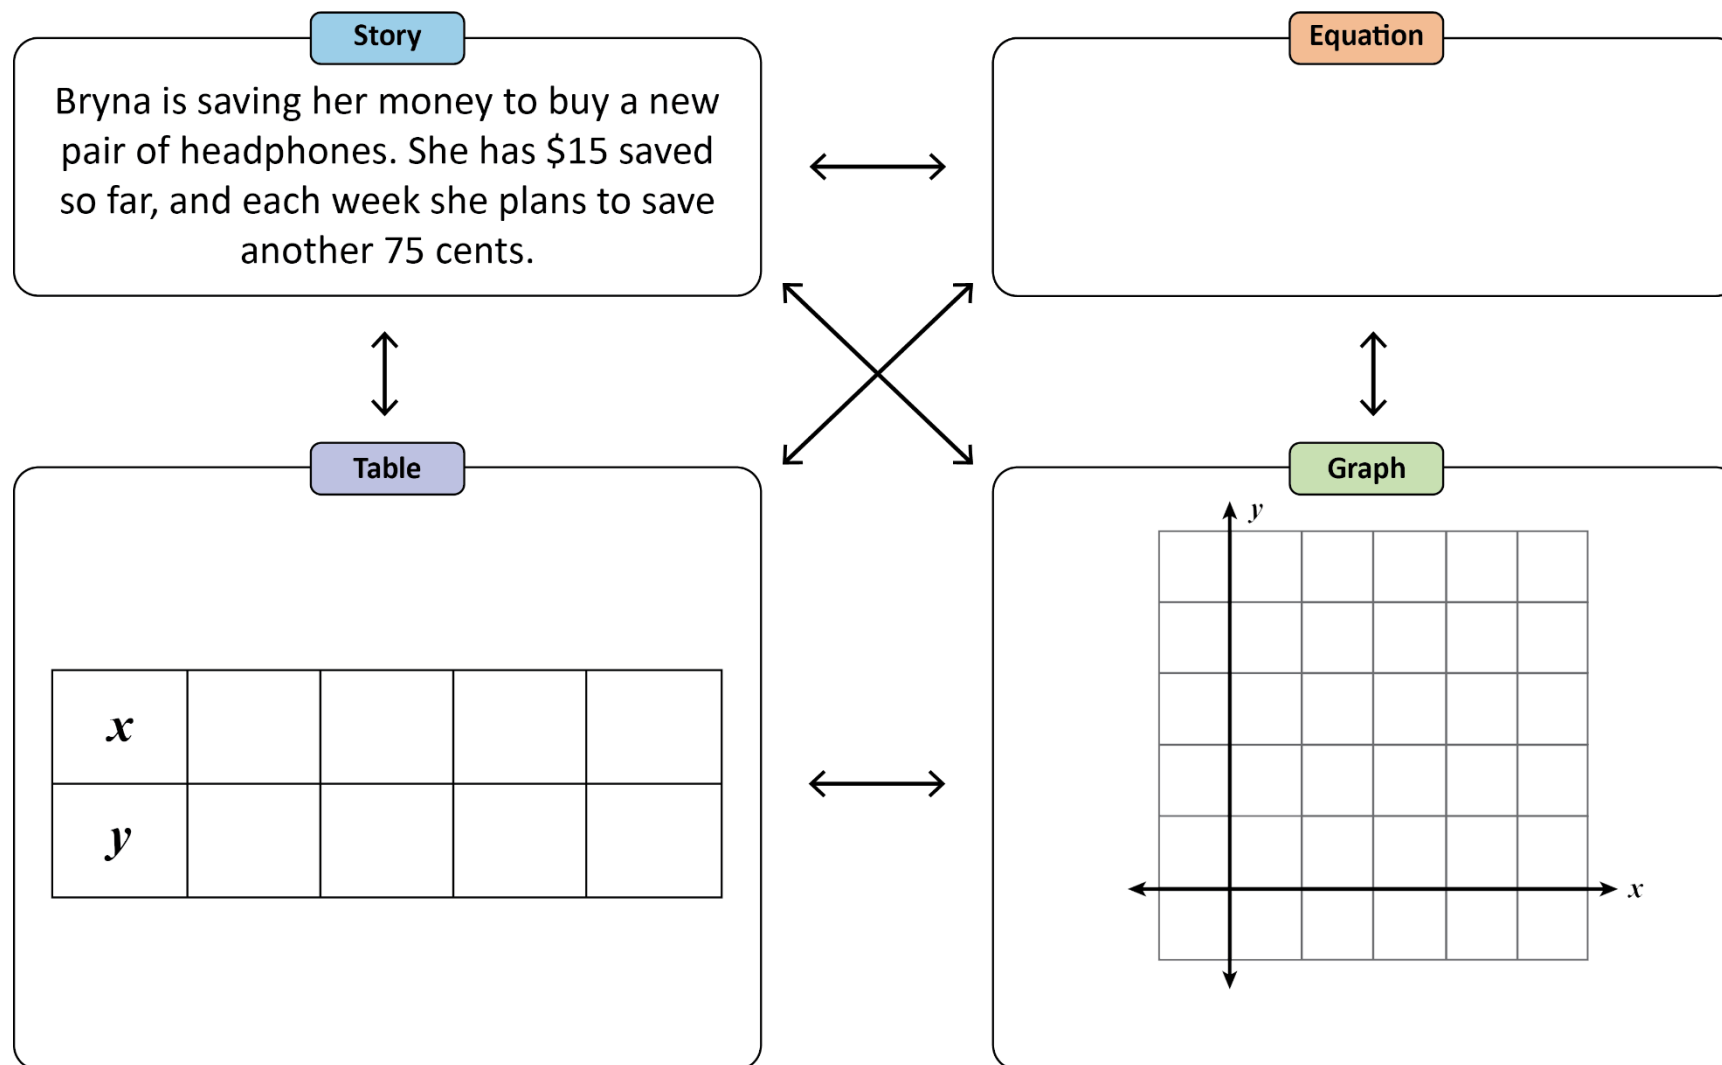 Story
Bryna is saving her money to buy a new
pair of headphones. She has $15 saved
so far, and each week she plans to save
another 75 cents.
Equation
Table
x
y
Graph
y
x